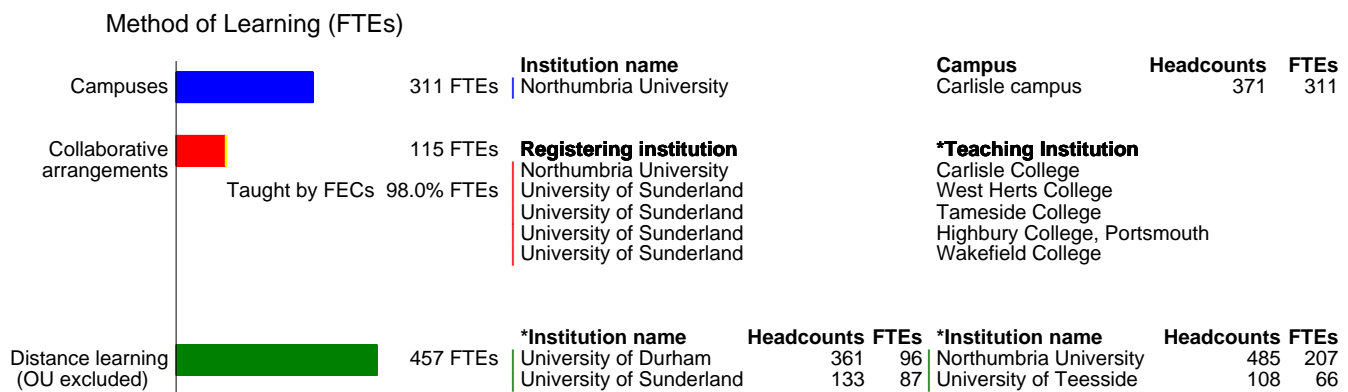 Method of Learning (FTEs)
Institution name Campus Headcounts FTEs
Campuses 311 FTEs Northumbria University Carlisle campus 371 311
Collaborative arrangements 115 FTEs Registering institution *Teaching Institution
Northumbria University Carlisle College
Taught by FECs 98.0% FTEs University of Sunderland West Herts College
University of Sunderland Tameside College
University of Sunderland Highbury College, Portsmouth
University of Sunderland Wakefield College
*Institution name Headcounts FTEs *Institution name Headcounts FTEs
Distance learning 457 FTEs University of Durham 361 96 Northumbria University 485 207
(OU excluded) University of Sunderland 133 87 University of Teesside 108 66